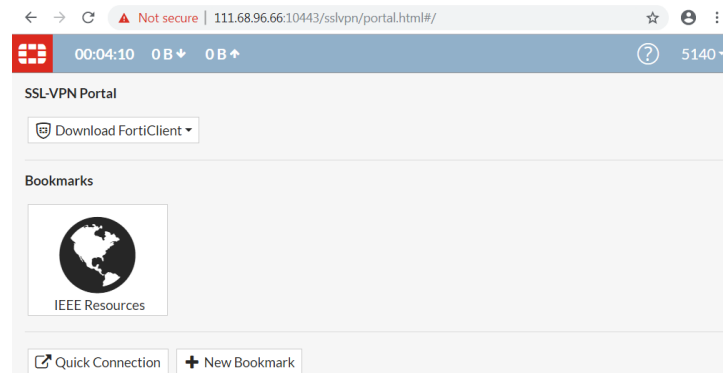 Not secure | 111.68.96.66:10443/sslvpn/portal.html#/
00:04:10 0 B 0 B ? 5140
SSL-VPN Portal
Download FortiClient
Bookmarks
IEEE Resources
Quick Connection + New Bookmark